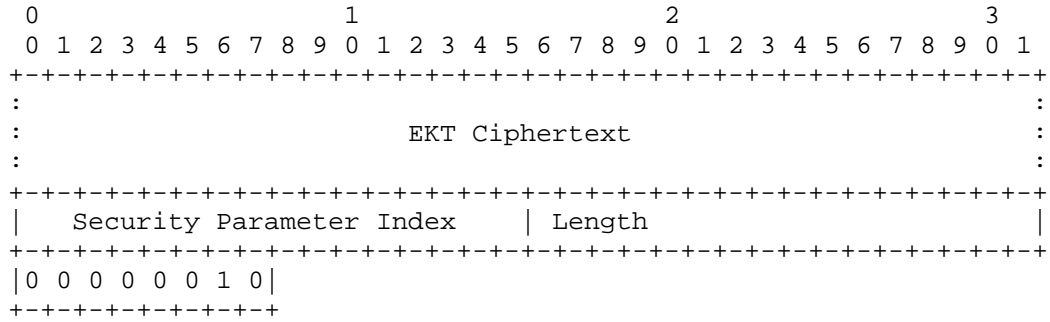 0                   1                   2                   3
 0 1 2 3 4 5 6 7 8 9 0 1 2 3 4 5 6 7 8 9 0 1 2 3 4 5 6 7 8 9 0 1
+-+-+-+-+-+-+-+-+-+-+-+-+-+-+-+-+-+-+-+-+-+-+-+-+-+-+-+-+-+-+-+-+
:                                                               :
:                        EKT Ciphertext                         :
:                                                               :
+-+-+-+-+-+-+-+-+-+-+-+-+-+-+-+-+-+-+-+-+-+-+-+-+-+-+-+-+-+-+-+-+
|   Security Parameter Index    | Length                        |
+-+-+-+-+-+-+-+-+-+-+-+-+-+-+-+-+-+-+-+-+-+-+-+-+-+-+-+-+-+-+-+-+
|0 0 0 0 0 0 1 0|
+-+-+-+-+-+-+-+-+